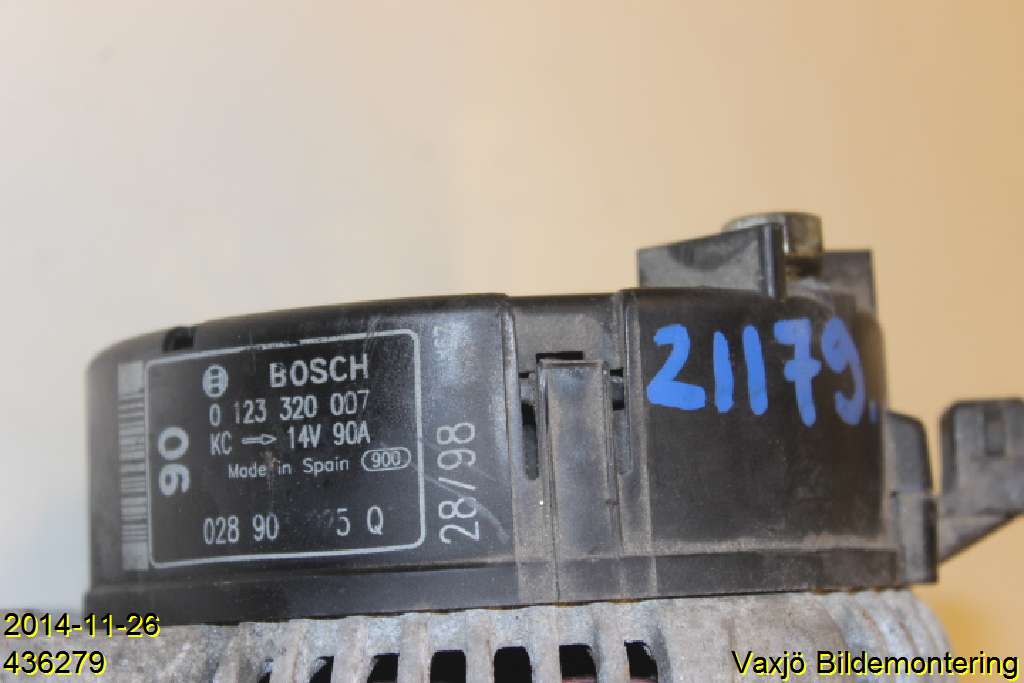 BOSCH
0 123 320 007
KC 14V 90A
Made in Spain 900
90
028 90 5 Q
28/98
21179.
2014-11-26
436279
Vaxjö Bildemontering